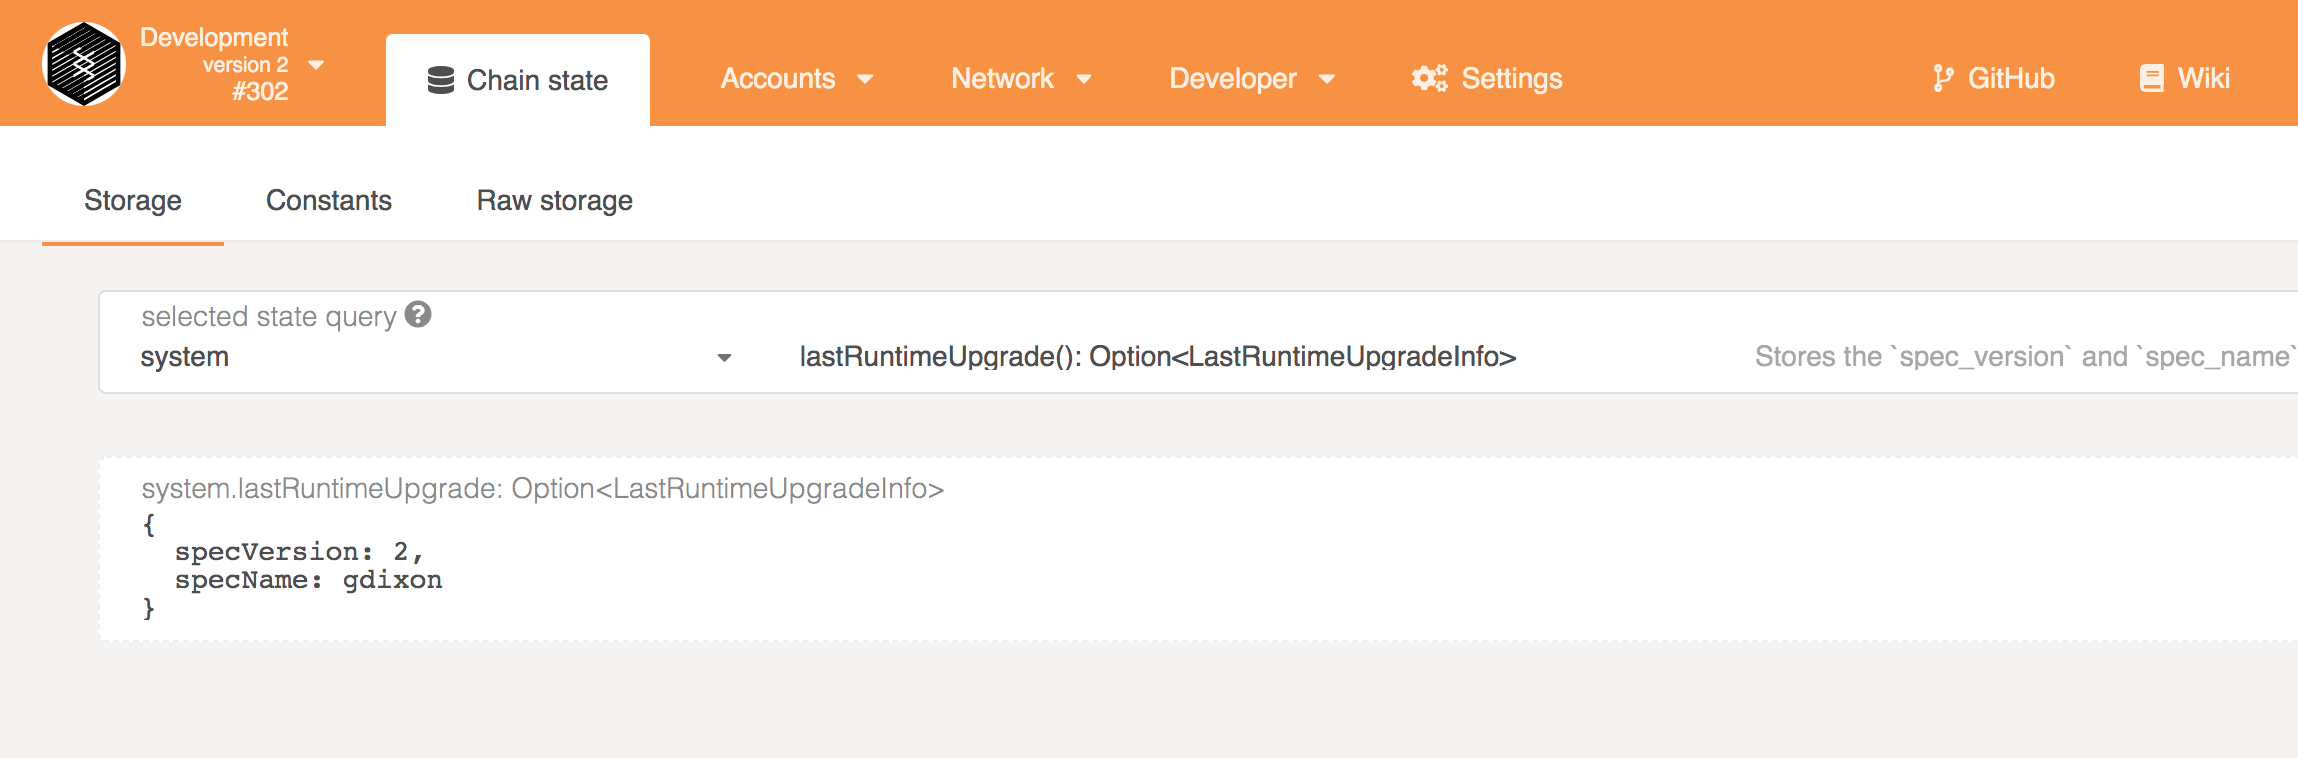 Development
version 2
#302
Chain state
Accounts
Network
Developer
Settings
GitHub
Wiki
Storage
Constants
Raw storage
selected state query
system
lastRuntimeUpgrade(): Option<LastRuntimeUpgradeInfo>
Stores the `spec_version` and `spec_name`
system.lastRuntimeUpgrade: Option<LastRuntimeUpgradeInfo>
{
specVersion: 2,
specName: gdixon
}